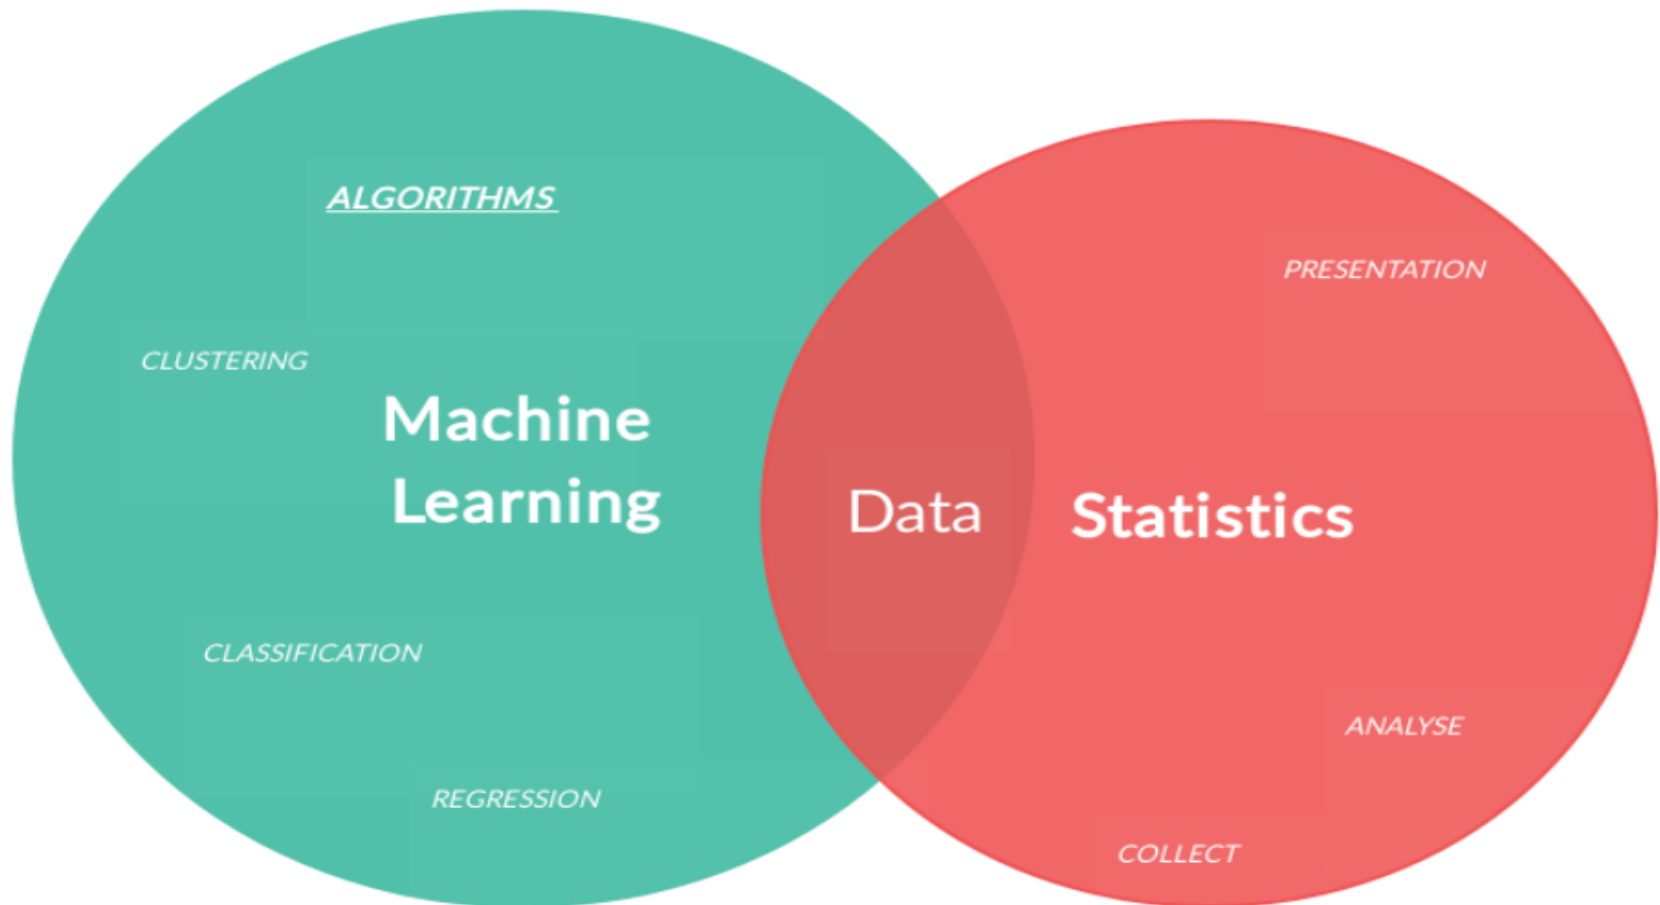 ALGORITHMS
CLUSTERING
Machine
Learning
CLASSIFICATION
REGRESSION
Data
Statistics
PRESENTATION
ANALYSE
COLLECT